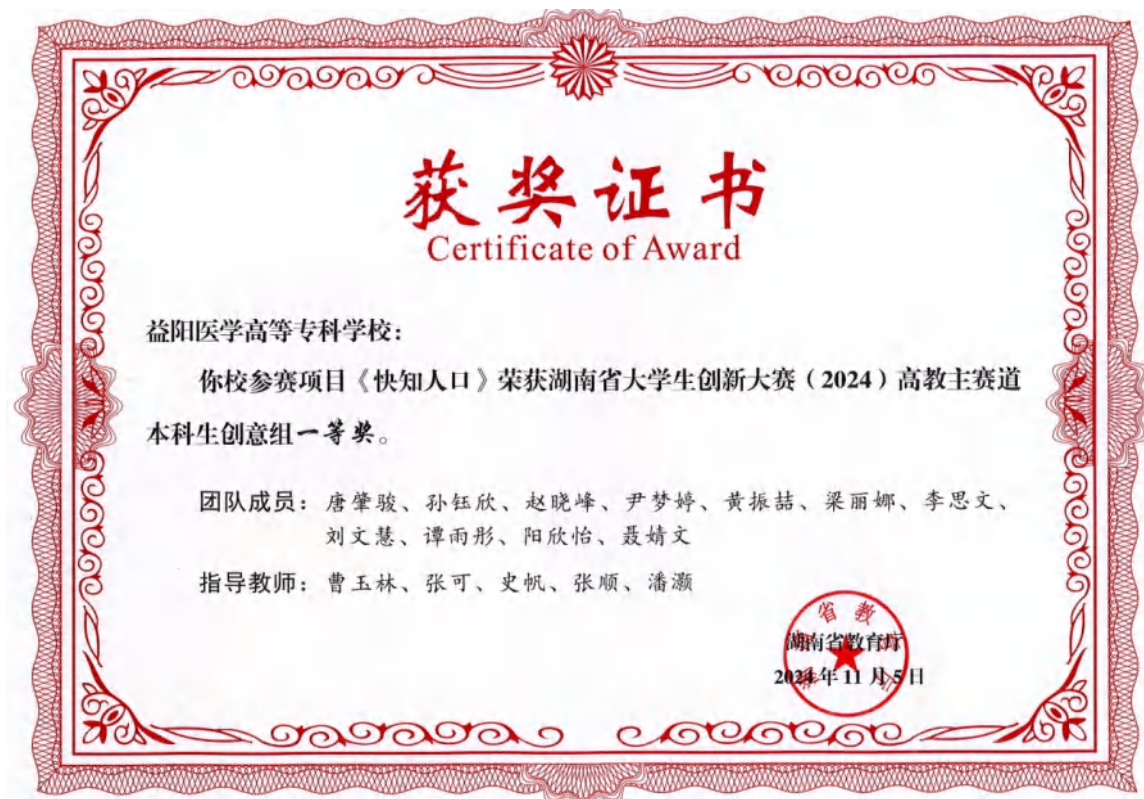 获奖证书
Certificate of Award
益阳医学高等专科学校：
你校参赛项目《快知人口》荣获湖南省大学生创新大赛（2024）高教主赛道
本科生创意组一等奖。
团队成员：唐肇骏、孙钰欣、赵晓峰、尹梦婷、黄振喆、梁丽娜、李思文、
刘文慧、谭雨彤、阳欣怡、聂婧文
指导教师：曹玉林、张可、史帆、张顺、潘灏
湖南省教育厅
2024年11月5日